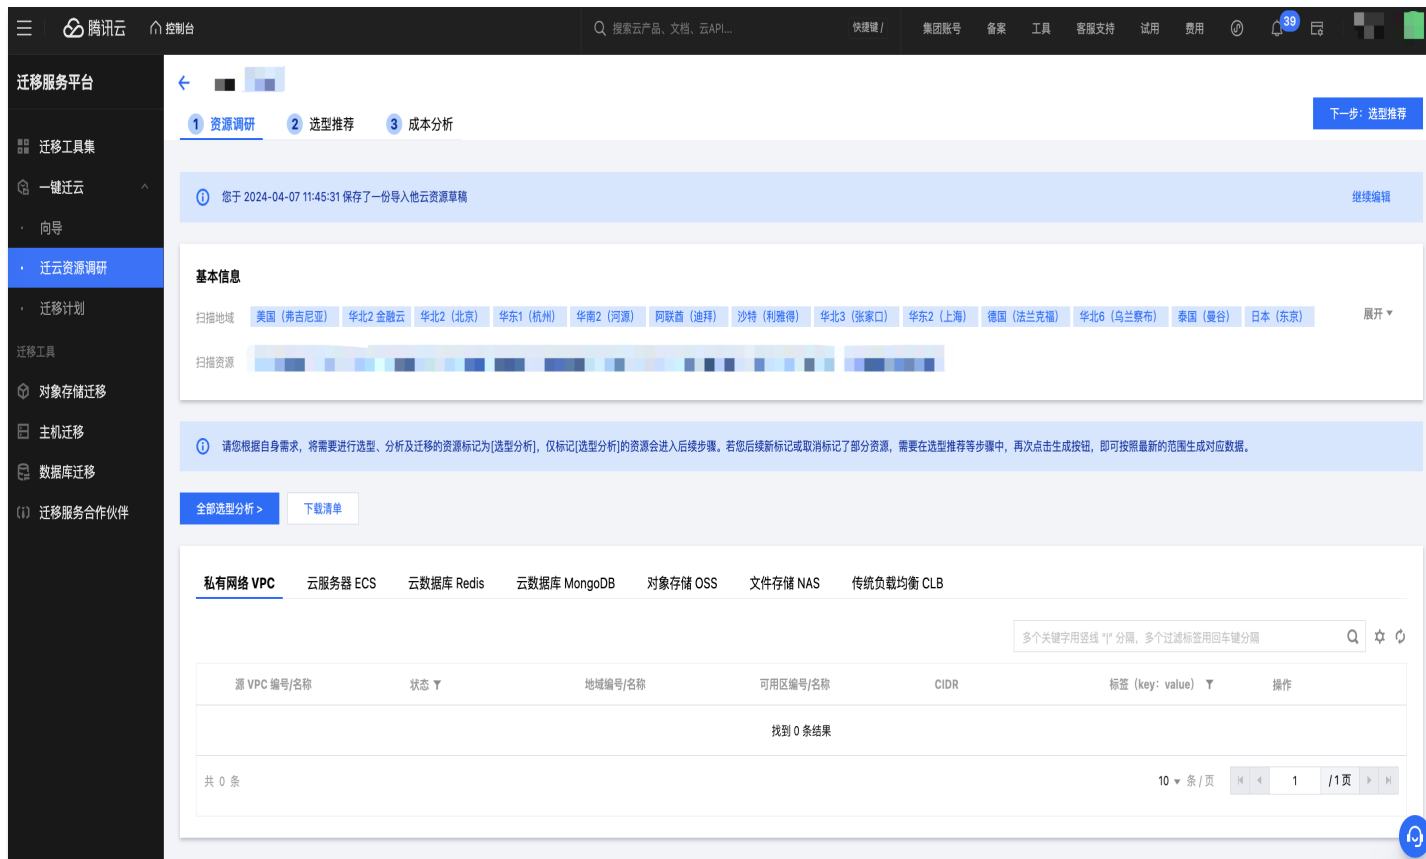 腾讯云 控制台 搜索云产品、文档、云API... 快捷键 / 集团账号 备案 工具 客服支持 试用 费用 39
迁移服务平台
迁移工具集
一键迁云
向导
迁云资源调研
迁移计划
迁移工具
对象存储迁移
主机迁移
数据库迁移
迁移服务合作伙伴
1 资源调研 2 选型推荐 3 成本分析
下一步：选型推荐
您于 2024-04-07 11:45:31 保存了一份导入他云资源草稿 继续编辑
基本信息
扫描地域 美国（弗吉尼亚） 华北2 金融云 华北2（北京） 华东1（杭州） 华南2（河源） 阿联酋（迪拜） 沙特（利雅得） 华北3（张家口） 华东2（上海） 德国（法兰克福） 华北6（乌兰察布） 泰国（曼谷） 日本（东京） 展开
扫描资源
请您根据自身需求，将需要进行选型、分析及迁移的资源标记为[选型分析]，仅标记[选型分析]的资源会进入后续步骤。若您后续新标记或取消标记了部分资源，需要在选型推荐等步骤中，再次点击生成按钮，即可按照最新的范围生成对应数据。
全部选型分析 > 下载清单
私有网络 VPC 云服务器 ECS 云数据库 Redis 云数据库 MongoDB 对象存储 OSS 文件存储 NAS 传统负载均衡 CLB
多个关键字用竖线 "|" 分隔，多个过滤标签用回车键分隔
源 VPC 编号/名称 状态 地域编号/名称 可用区编号/名称 CIDR 标签（key：value） 操作
找到 0 条结果
共 0 条 10 条 / 页 1 / 1 页